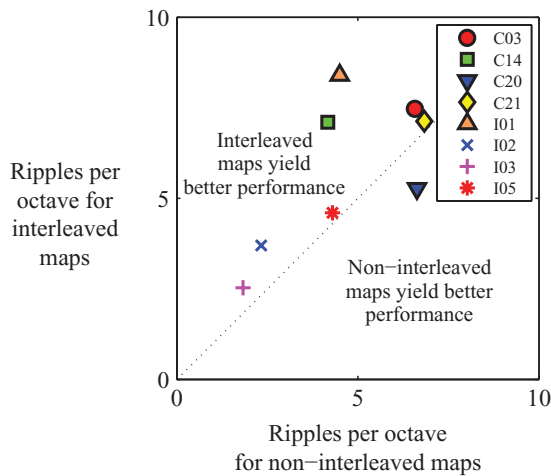 10
5
0
Ripples per
octave for
interleaved
maps
Interleaved
maps yield
better performance
Non−interleaved
maps yield better
performance
C03
C14
C20
C21
I01
I02
I03
I05
0
5
10
Ripples per octave
for non−interleaved maps